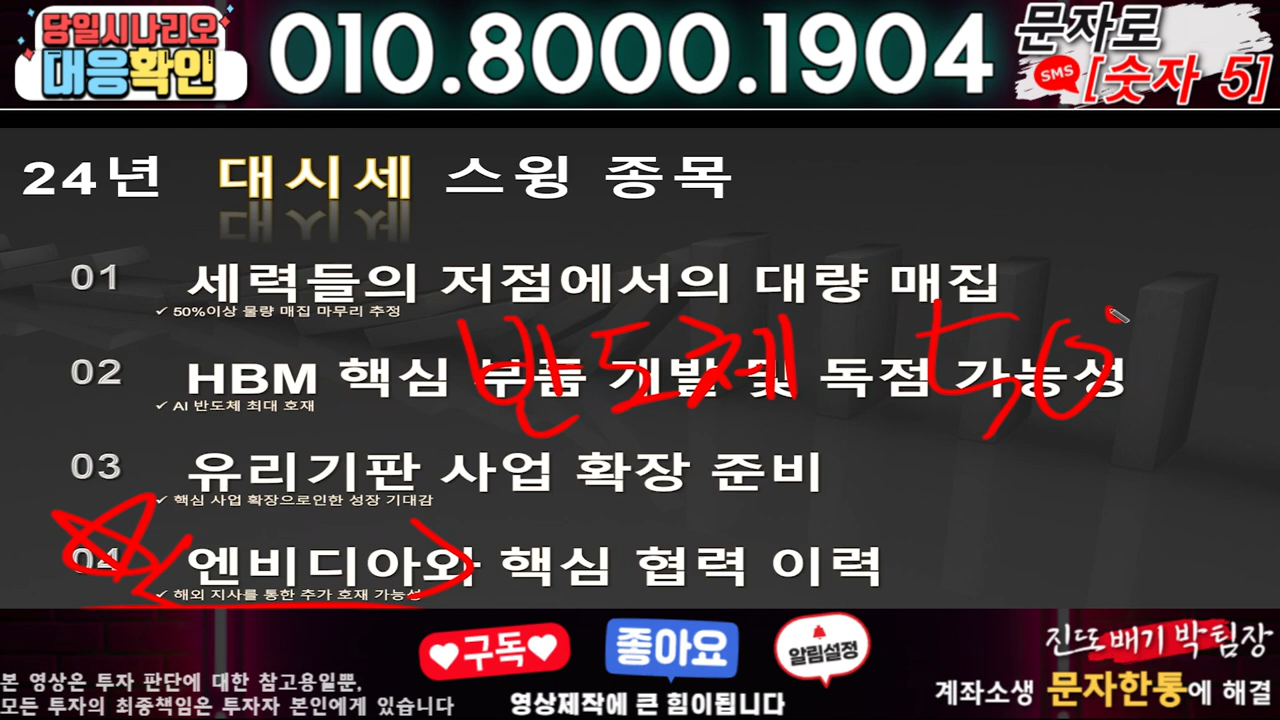 당일시나리오
대응확인
010.8000.1904
문자로
SMS
[숫자 5]
24년 대시세 스윙 종목
01 세력들의 저점에서의 대량 매집
✓ 50%이상 물량 매집 마무리 추정
02 HBM 핵심 부품 개발 및 독점 가능성
✓ AI 반도체 최대 호재
반도체 50
03 유리기판 사업 확장 준비
✓ 핵심 사업 확장으로인한 성장 기대감
04 엔비디아와 핵심 협력 이력
✓ 해외 지사를 통한 추가 호재 가능성
구독
좋아요
알림설정
영상제작에 큰 힘이됩니다
본 영상은 투자 판단에 대한 참고용일뿐,
모든 투자의 최종책임은 투자자 본인에게 있습니다
진또배기 박팀장
계좌소생 문자한통에 해결